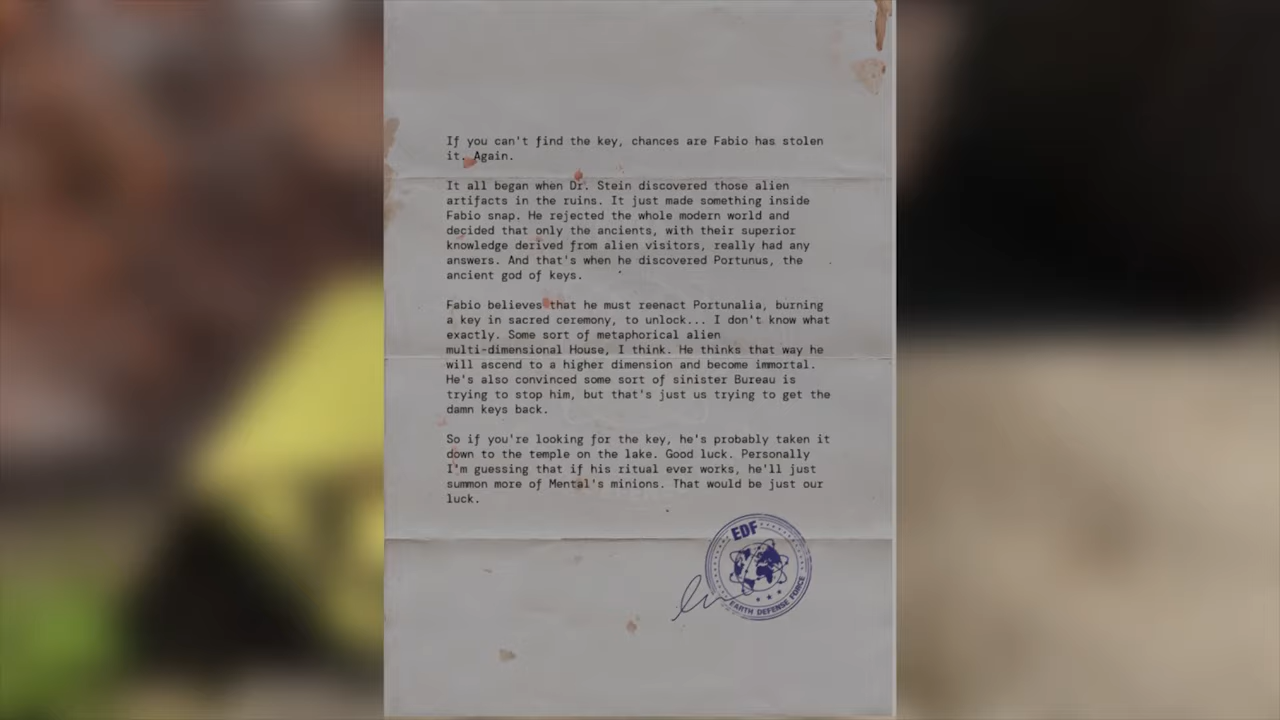 If you can't find the key, chances are Fabio has stolen
it. Again.
It all began when Dr. Stein discovered those alien
artifacts in the ruins. It just made something inside
Fabio snap. He rejected the whole modern world and
decided that only the ancients, with their superior
knowledge derived from alien visitors, really had any
answers. And that's when he discovered Portunus, the
ancient god of keys.
Fabio believes that he must reenact Portunalia, burning
a key in sacred ceremony, to unlock... I don't know what
exactly. Some sort of metaphorical alien
multi-dimensional House, I think. He thinks that way he
will ascend to a higher dimension and become immortal.
He's also convinced some sort of sinister Bureau is
trying to stop him, but that's just us trying to get the
damn keys back.
So if you're looking for the key, he's probably taken it
down to the temple on the lake. Good luck. Personally
I'm guessing that if his ritual ever works, he'll just
summon more of Mental's minions. That would be just our
luck.
EDF
EARTH DEFENSE FORCE